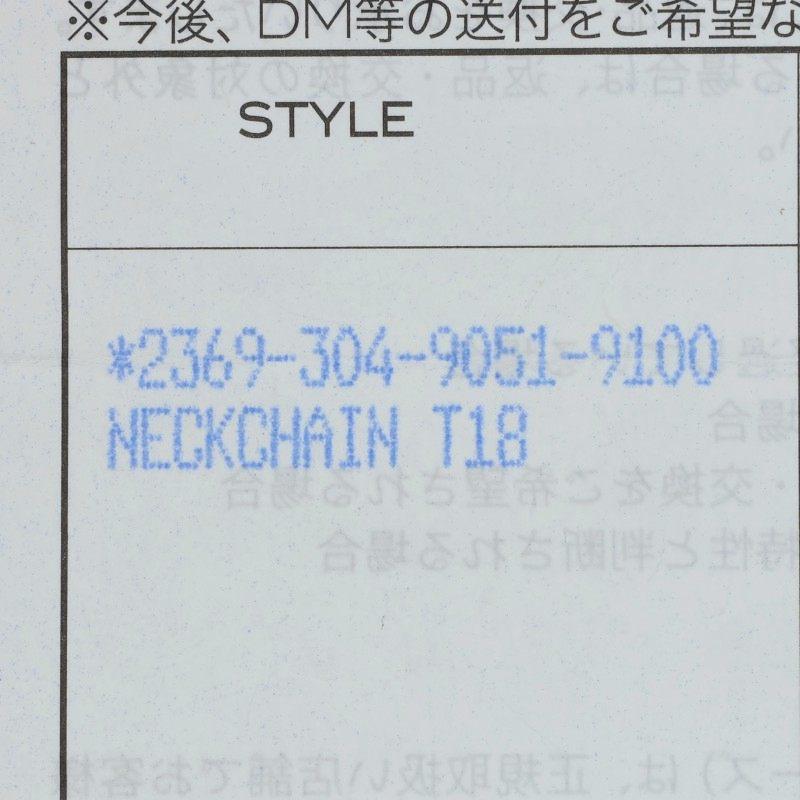 ※今後、DM等の送付をご希望な
STYLE
*2369-304-9051-9100
NECKCHAIN T18